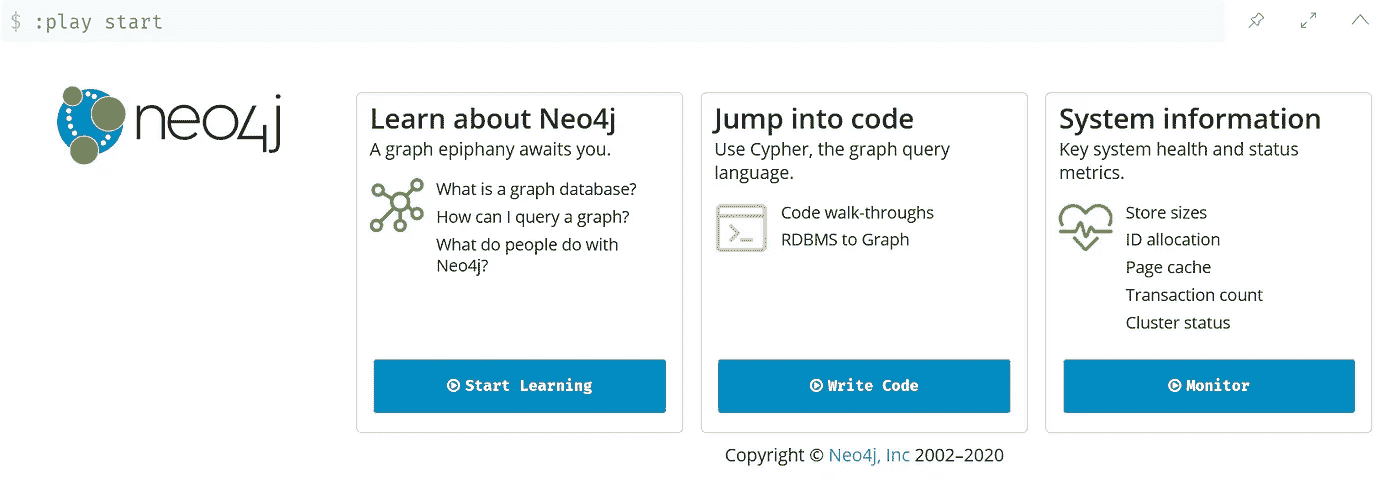 $ :play start
neo4j
Learn about Neo4j
A graph epiphany awaits you.
What is a graph database?
How can I query a graph?
What do people do with
Neo4j?
Start Learning
Jump into code
Use Cypher, the graph query
language.
Code walk-throughs
RDBMS to Graph
Write Code
System information
Key system health and status
metrics.
Store sizes
ID allocation
Page cache
Transaction count
Cluster status
Monitor
Copyright © Neo4j, Inc 2002–2020